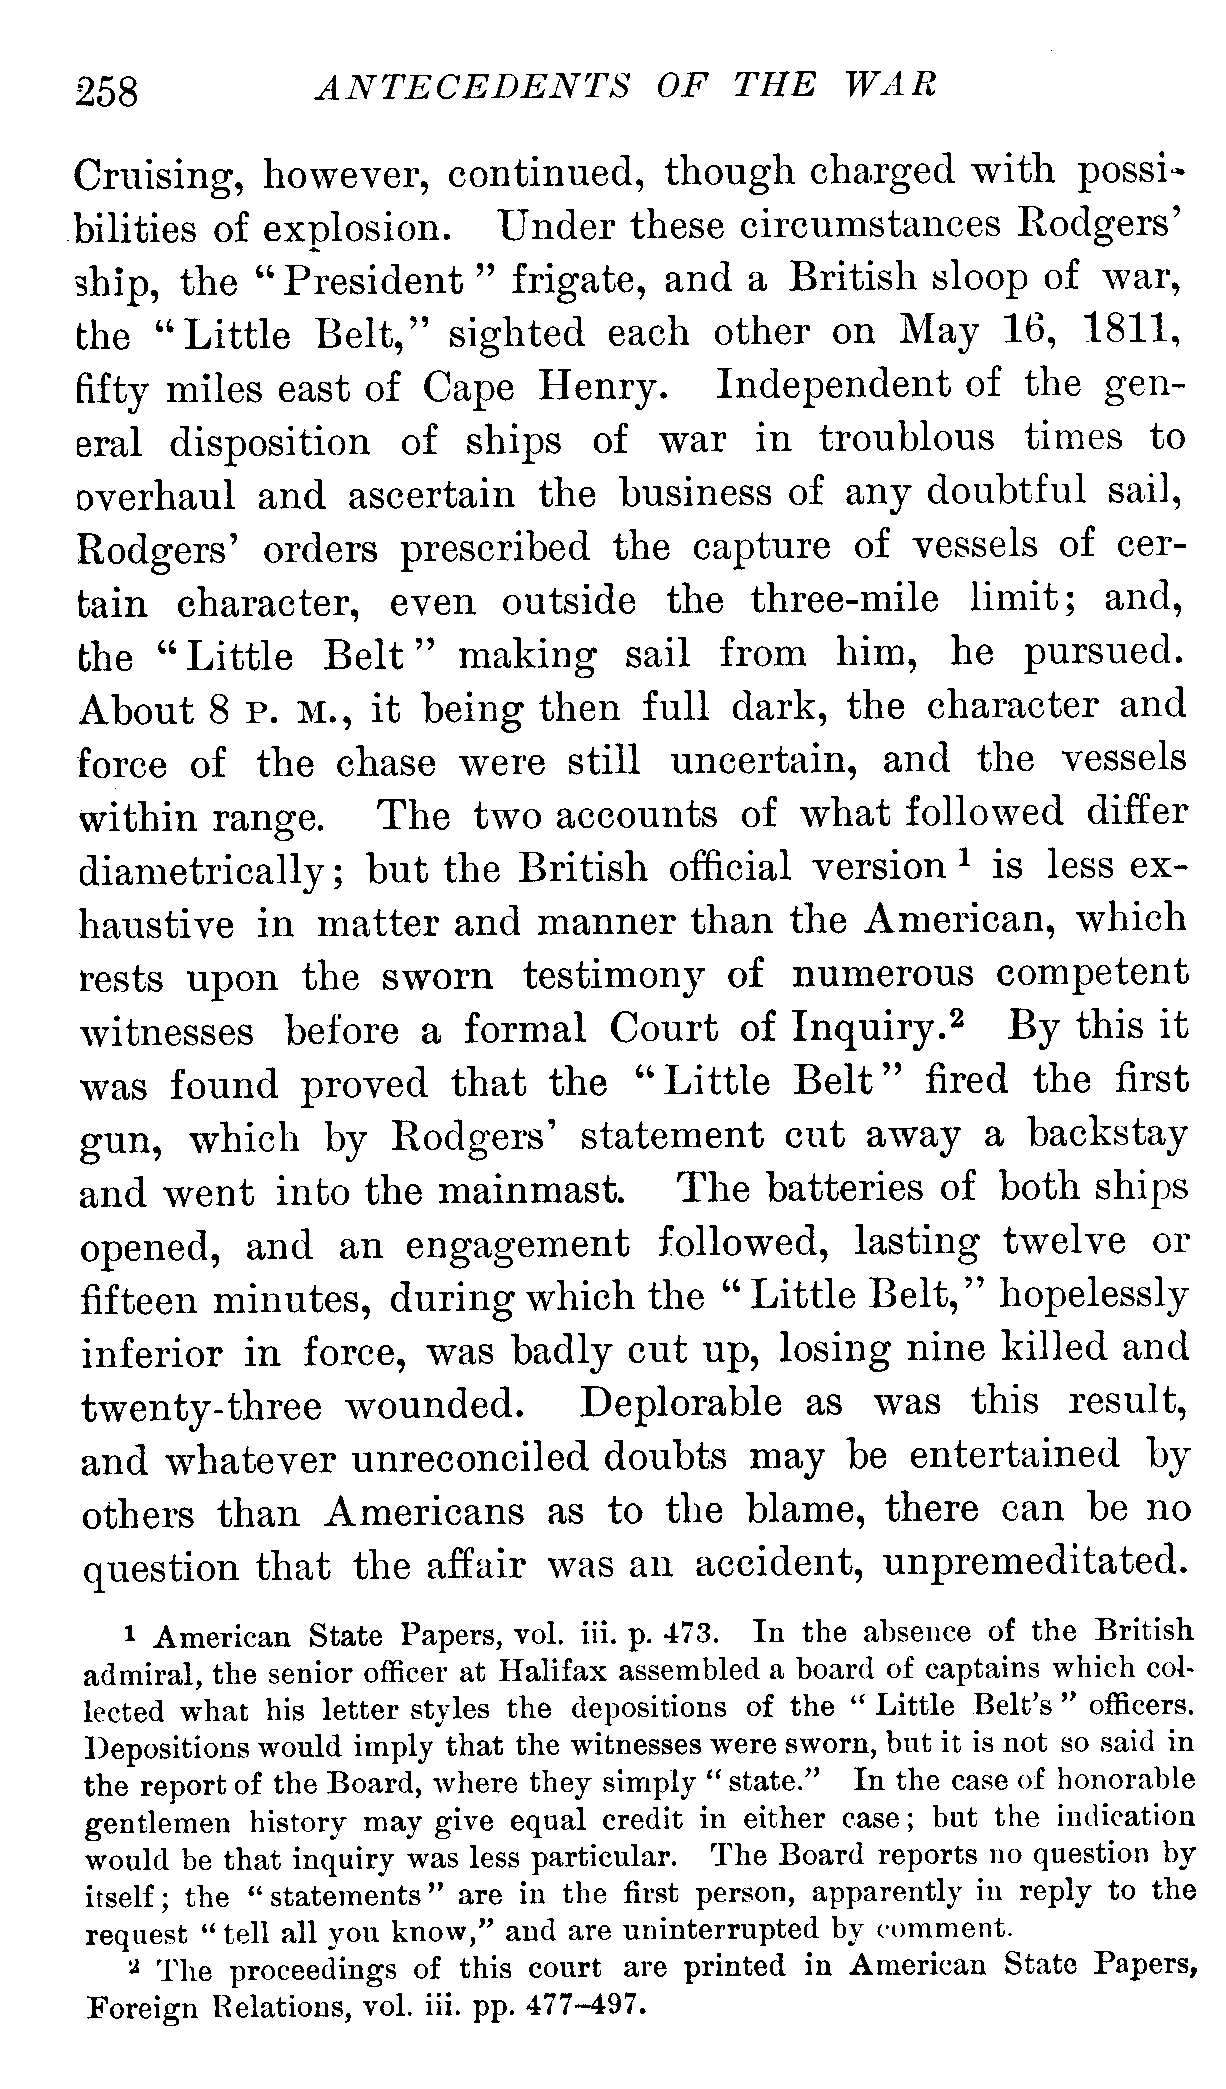 258 ANTECEDENTS OF THE WAR
Cruising, however, continued, though charged with possi-
bilities of explosion. Under these circumstances Rodgers’
ship, the “ President ” frigate, and a British sloop of war,
the “ Little Belt,” sighted each other on May 16, 1811,
fifty miles east of Cape Henry. Independent of the gen-
eral disposition of ships of war in troublous times to
overhaul and ascertain the business of any doubtful sail,
Rodgers’ orders prescribed the capture of vessels of cer-
tain character, even outside the three-mile limit; and,
the “ Little Belt ” making sail from him, he pursued.
About 8 P. M., it being then full dark, the character and
force of the chase were still uncertain, and the vessels
within range. The two accounts of what followed differ
diametrically; but the British official version ¹ is less ex-
haustive in matter and manner than the American, which
rests upon the sworn testimony of numerous competent
witnesses before a formal Court of Inquiry.² By this it
was found proved that the “ Little Belt ” fired the first
gun, which by Rodgers’ statement cut away a backstay
and went into the mainmast. The batteries of both ships
opened, and an engagement followed, lasting twelve or
fifteen minutes, during which the “ Little Belt,” hopelessly
inferior in force, was badly cut up, losing nine killed and
twenty-three wounded. Deplorable as was this result,
and whatever unreconciled doubts may be entertained by
others than Americans as to the blame, there can be no
question that the affair was an accident, unpremeditated.
¹ American State Papers, vol. iii. p. 473. In the absence of the British
admiral, the senior officer at Halifax assembled a board of captains which col-
lected what his letter styles the depositions of the “ Little Belt’s ” officers.
Depositions would imply that the witnesses were sworn, but it is not so said in
the report of the Board, where they simply “ state.” In the case of honorable
gentlemen history may give equal credit in either case; but the indication
would be that inquiry was less particular. The Board reports no question by
itself; the “ statements ” are in the first person, apparently in reply to the
request “ tell all you know,” and are uninterrupted by comment.
² The proceedings of this court are printed in American State Papers,
Foreign Relations, vol. iii. pp. 477–497.